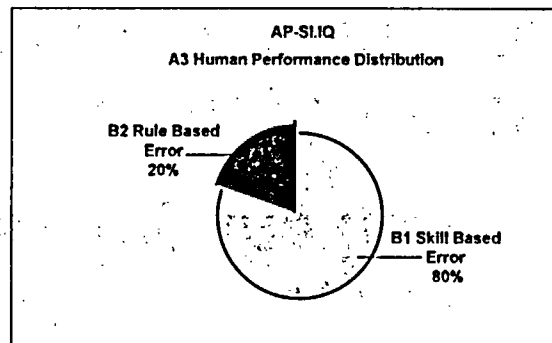 AP-SI.IQ
A3 Human Performance Distribution
B2 Rule Based
Error
20%
B1 Skill Based
Error
80%